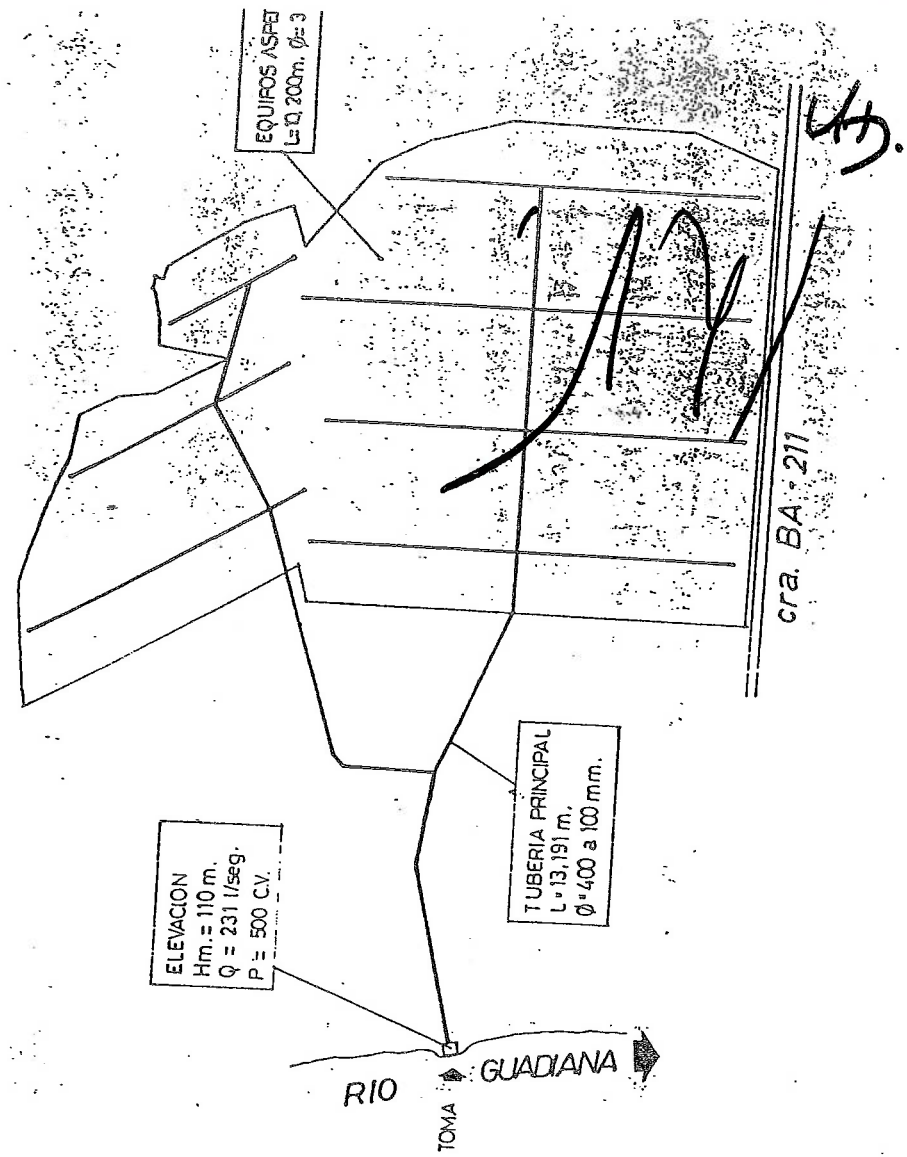 EQUIPOS ASPE
L=10,200m. Ø=3
ELEVACION
Hm.= 110 m.
Q = 231 l/seg.
P = 500 C.V.
TUBERIA PRINCIPAL
L=13,191 m.
Ø=400 a 100 mm.
cra. BA-211
RIO GUADIANA
TOMA